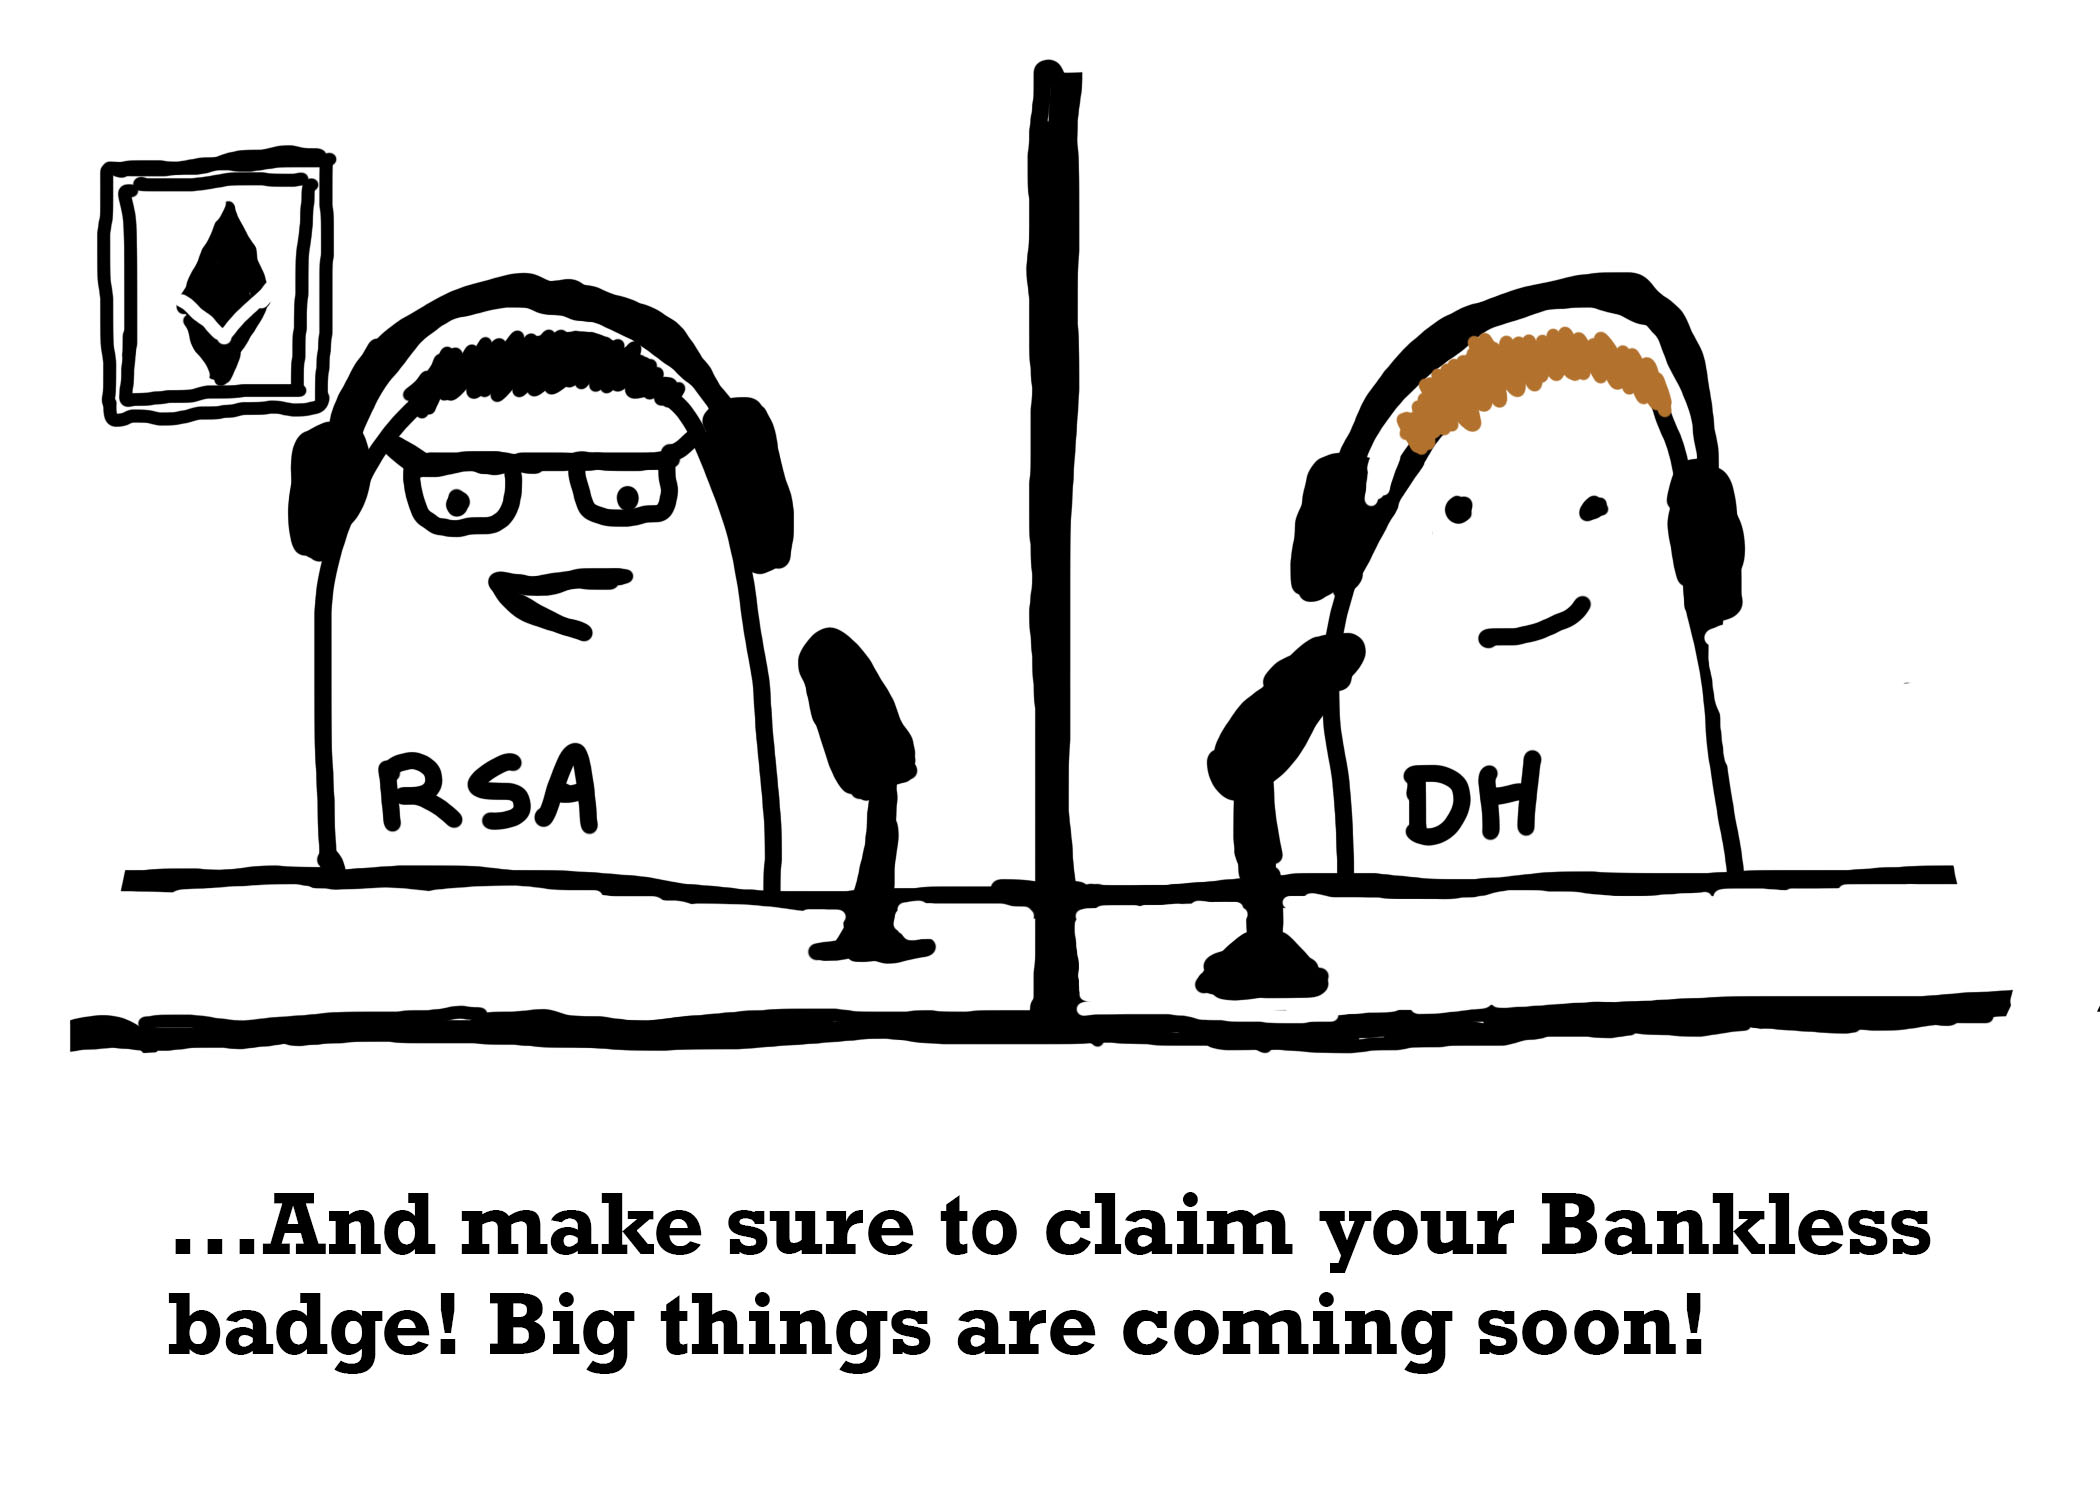 RSA
DH
...And make sure to claim your Bankless
badge! Big things are coming soon!